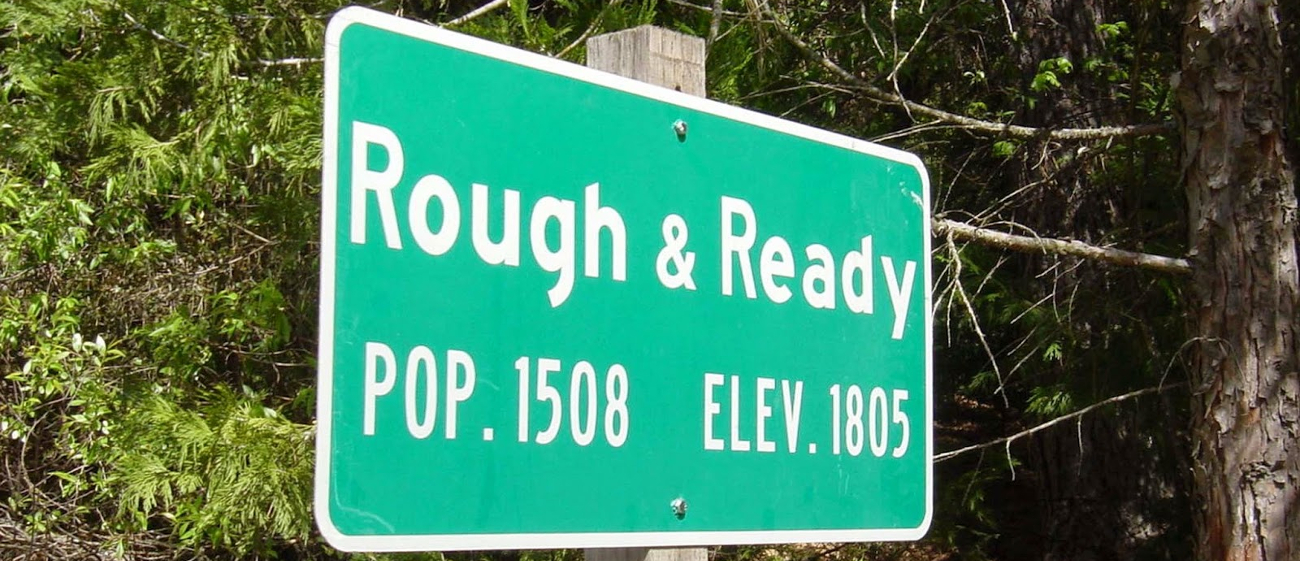 Rough & Ready
POP. 1508 ELEV. 1805